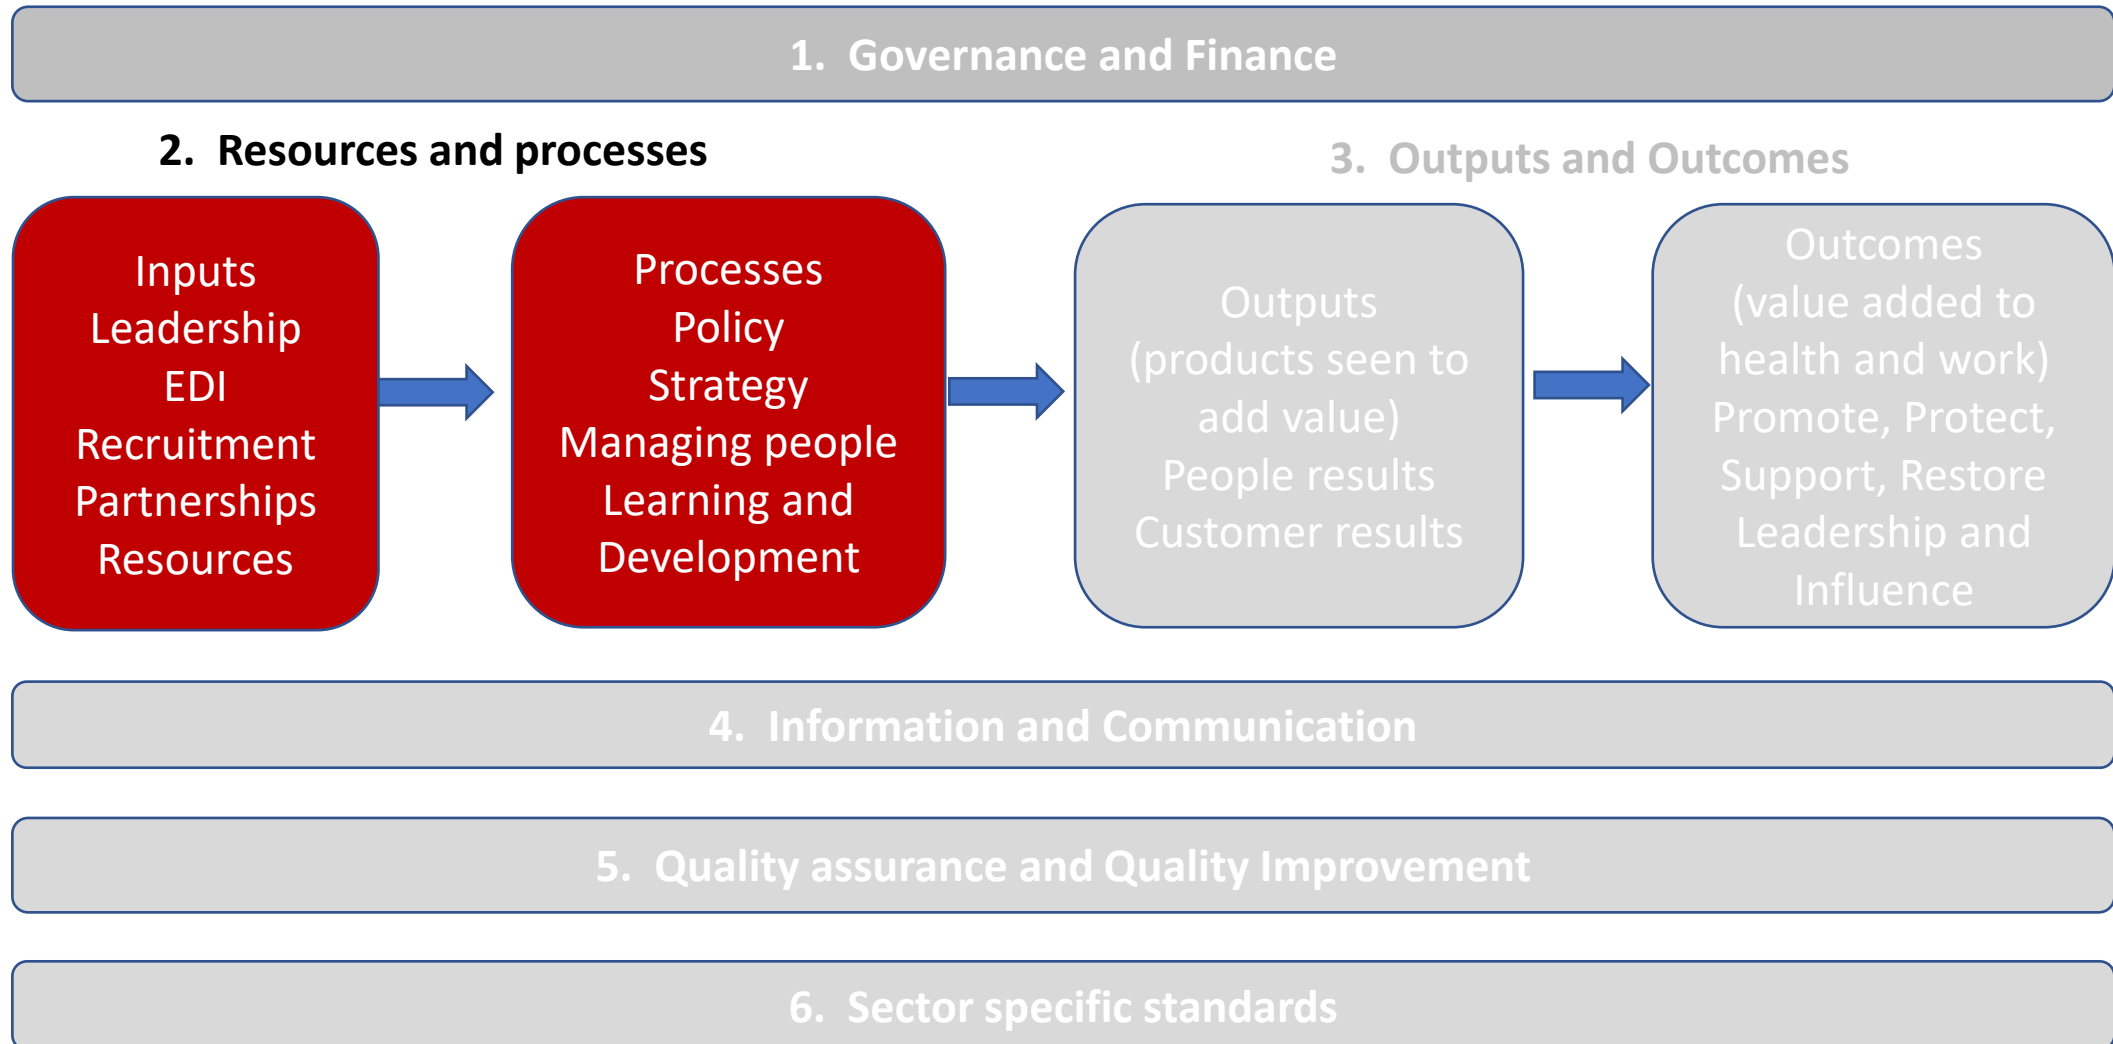 1. Governance and Finance
2. Resources and processes
3. Outputs and Outcomes
Inputs
Leadership
EDI
Recruitment
Partnerships
Resources
Processes
Policy
Strategy
Managing people
Learning and
Development
Outputs
(products seen to
add value)
People results
Customer results
Outcomes
(value added to
health and work)
Promote, Protect,
Support, Restore
Leadership and
Influence
4. Information and Communication
5. Quality assurance and Quality Improvement
6. Sector specific standards